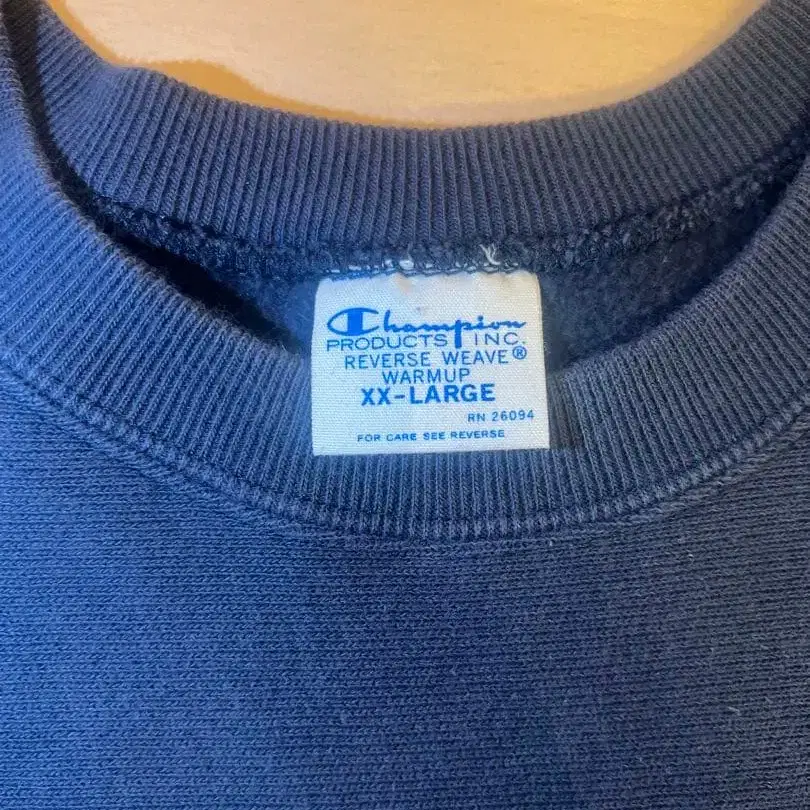 Champion
PRODUCTS INC.
REVERSE WEAVE®
WARMUP
XX-LARGE
RN 26094
FOR CARE SEE REVERSE